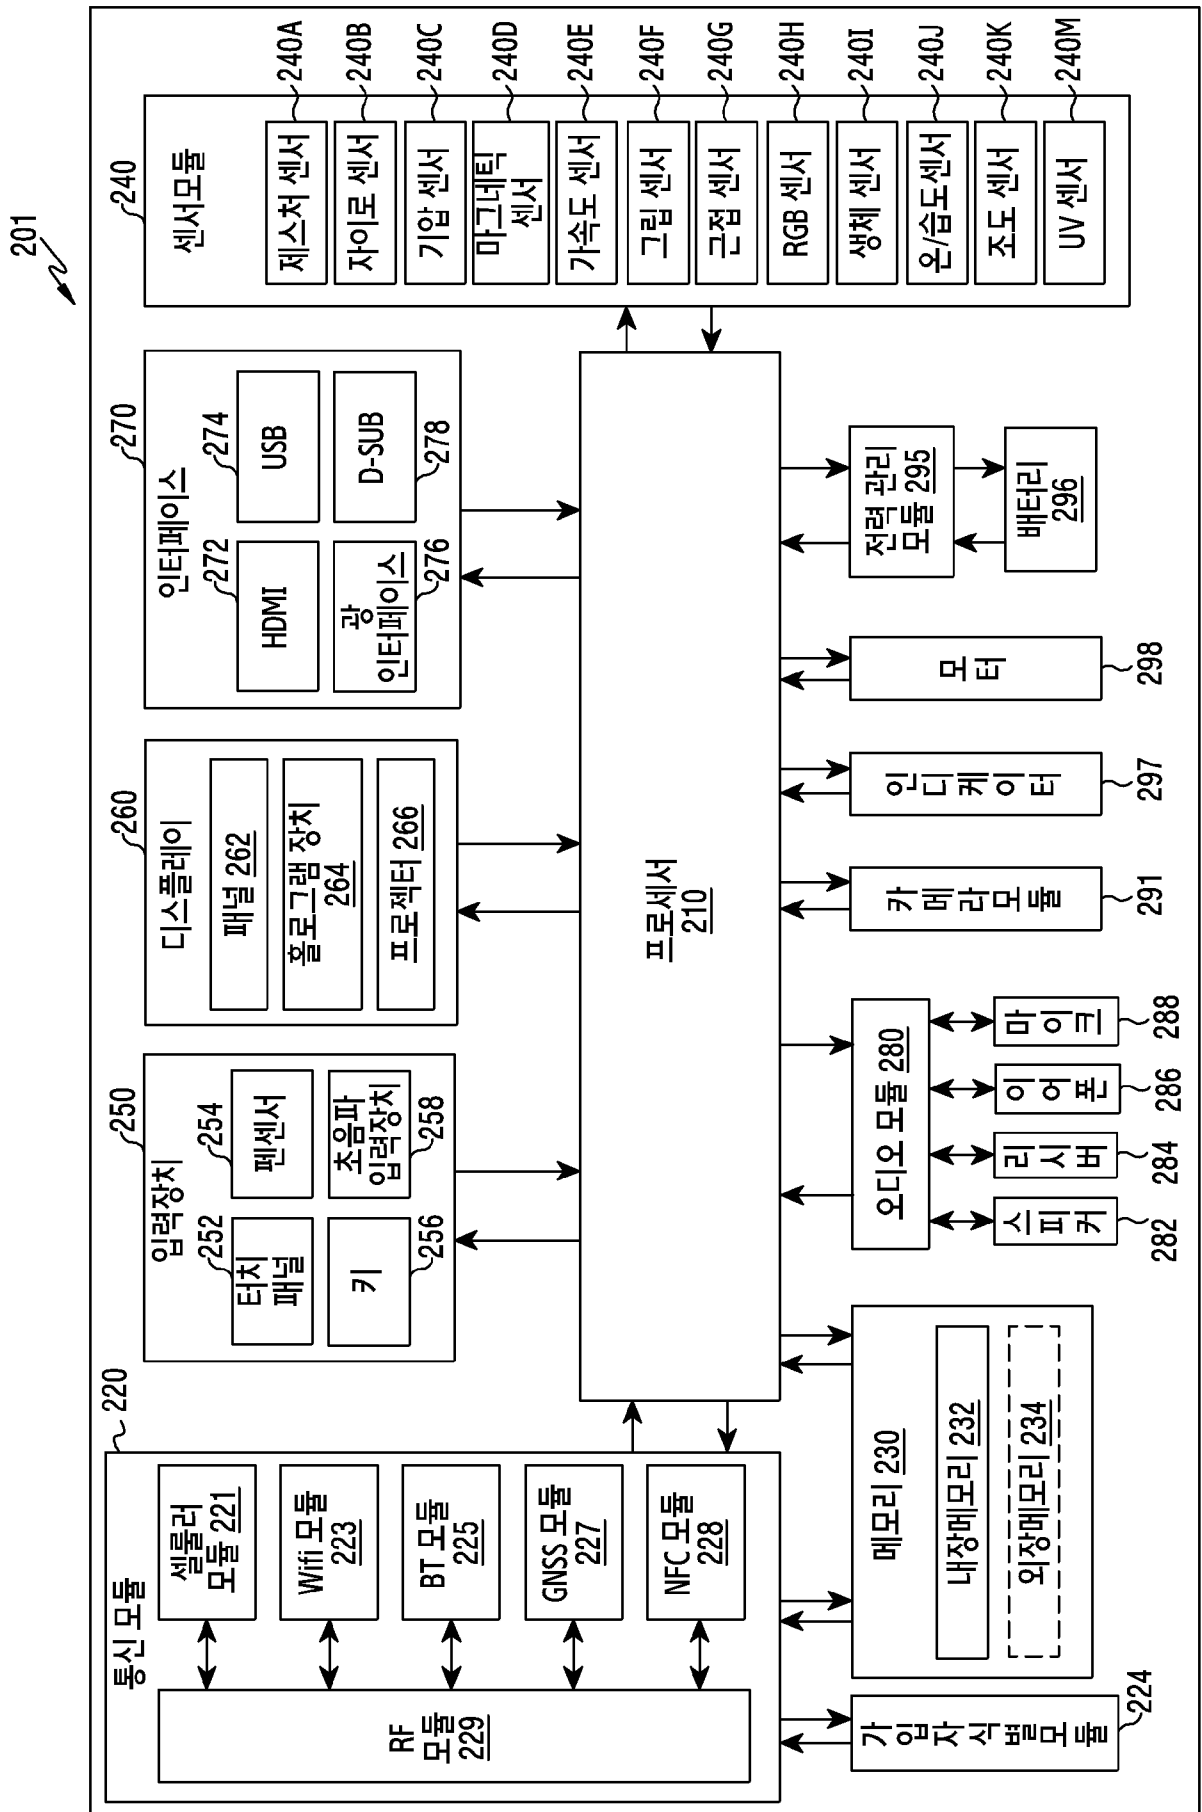 201
220
통신 모듈
RF
모듈
229
셀룰러
모듈 221
Wifi 모듈
223
BT 모듈
225
GNSS 모듈
227
NFC 모듈
228
250
입력장치
252
터치
패널
254
펜센서
키
256
초음파
입력장치
258
260
디스플레이
패널 262
홀로그램 장치
264
프로젝터 266
270
인터페이스
272
HDMI
274
USB
광
인터페이스
276
D-SUB
278
240
센서모듈
제스처 센서
240A
자이로 센서
240B
기압 센서
240C
마그네틱
센서
240D
가속도 센서
240E
그립 센서
240F
근접 센서
240G
RGB 센서
240H
생체 센서
240I
온/습도센서
240J
조도 센서
240K
UV 센서
240M
프로세서
210
가입자식별모듈
224
메모리 230
내장메모리 232
외장메모리 234
오디오 모듈 280
스피커
282
리시버
284
이어폰
286
마이크
288
카메라모듈
291
인디케이터
297
모터
298
전력 관리
모듈 295
배터리
296